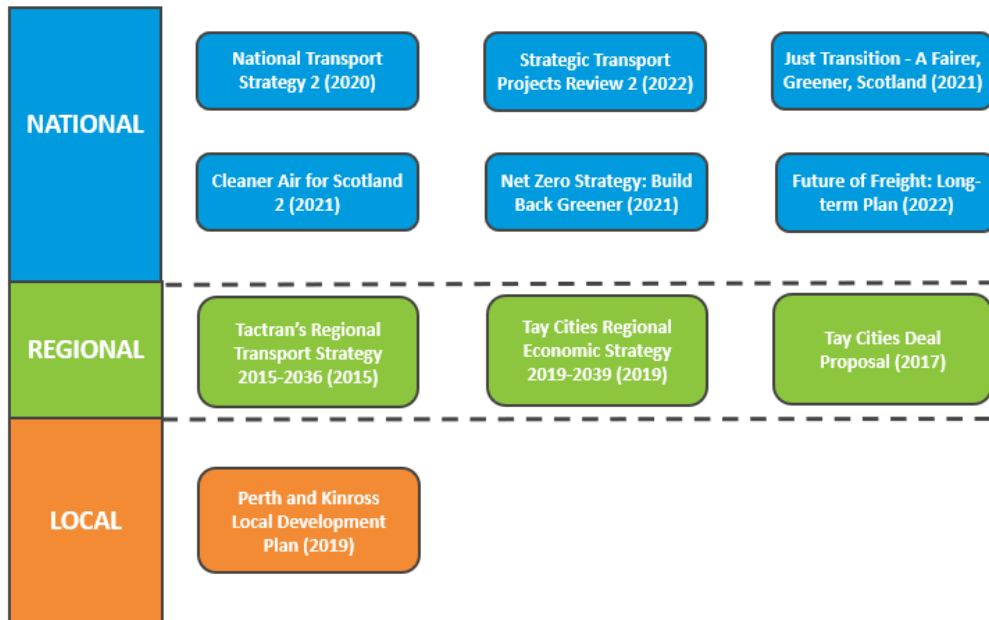 NATIONAL
National Transport
Strategy 2 (2020)
Strategic Transport
Projects Review 2 (2022)
Just Transition - A Fairer,
Greener, Scotland (2021)
Cleaner Air for Scotland
2 (2021)
Net Zero Strategy: Build
Back Greener (2021)
Future of Freight: Long-
term Plan (2022)
REGIONAL
Tactran’s Regional
Transport Strategy
2015-2036 (2015)
Tay Cities Regional
Economic Strategy
2019-2039 (2019)
Tay Cities Deal
Proposal (2017)
LOCAL
Perth and Kinross
Local Development
Plan (2019)